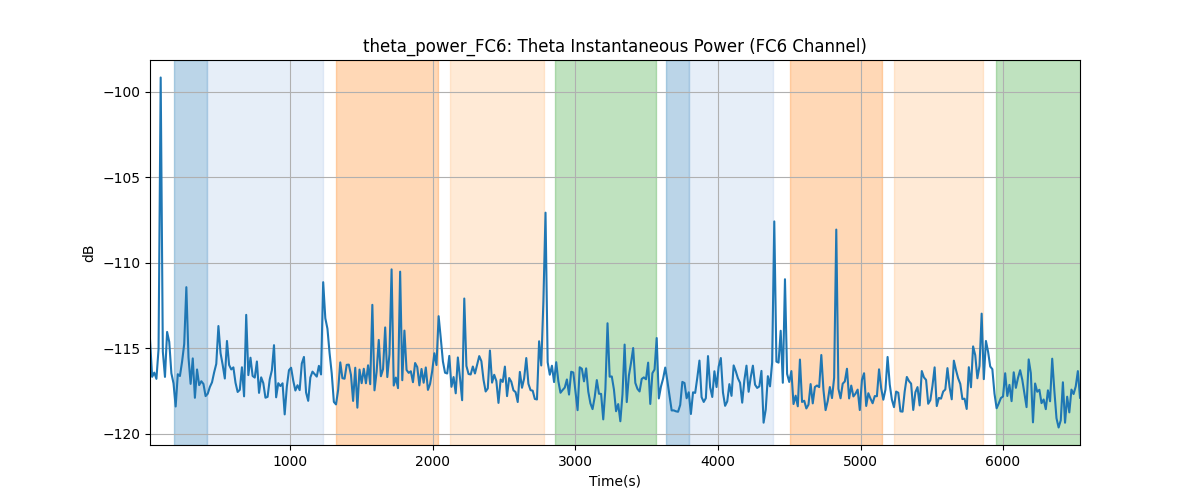 theta_power_FC6: Theta Instantaneous Power (FC6 Channel)
−100
−105
−110
−115
−120
dB
1000 2000 3000 4000 5000 6000
Time(s)